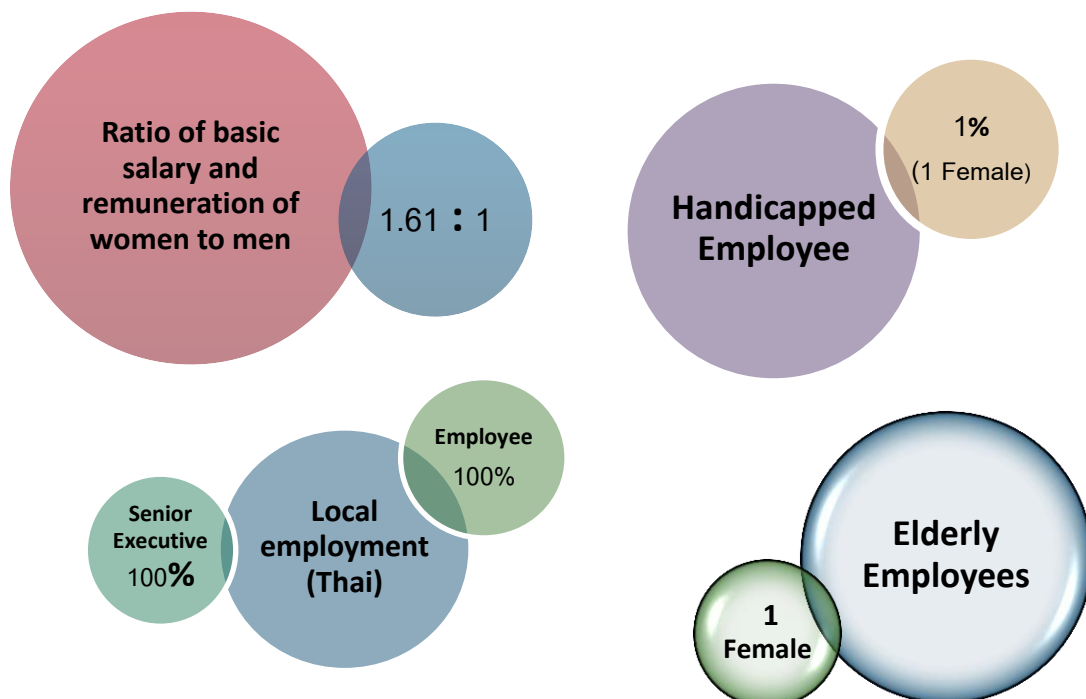 Ratio of basic
salary and
remuneration of
women to men
1.61 : 1
Handicapped
Employee
1%
(1 Female)
Local
employment
(Thai)
Employee
100%
Senior
Executive
100%
Elderly
Employees
1
Female